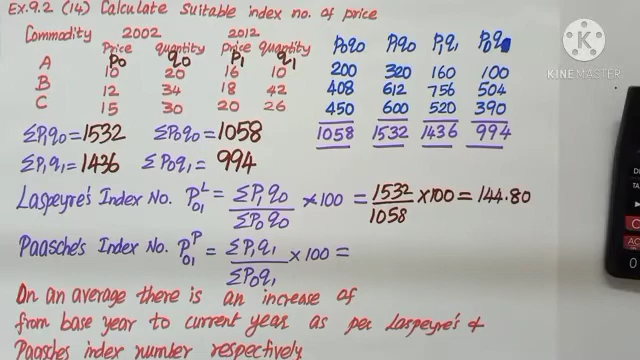 Ex.9.2 (14) Calculate suitable index no. of price
Commodity 2002 2012
Price quantity Price quantity P0q0 P1q0 P1q1 P0q1
P0 q0 P1 q1
A 10 20 16 10 200 320 160 100
B 12 34 18 42 408 612 756 504
C 15 30 20 26 450 600 520 390
1058 1532 1436 994
ΣP1q0 = 1532 ΣP0q0 = 1058
ΣP1q1 = 1436 ΣP0q1 = 994
Laspeyre's Index No. P01^L = ΣP1q0 / ΣP0q0 × 100 = 1532 / 1058 × 100 = 144.80
Paasche's Index No. P01^P = ΣP1q1 / ΣP0q1 × 100 =
On an average there is an increase of
from base year to current year as per Laspeyre's &
Paasches index number respectively
KINEMASTER